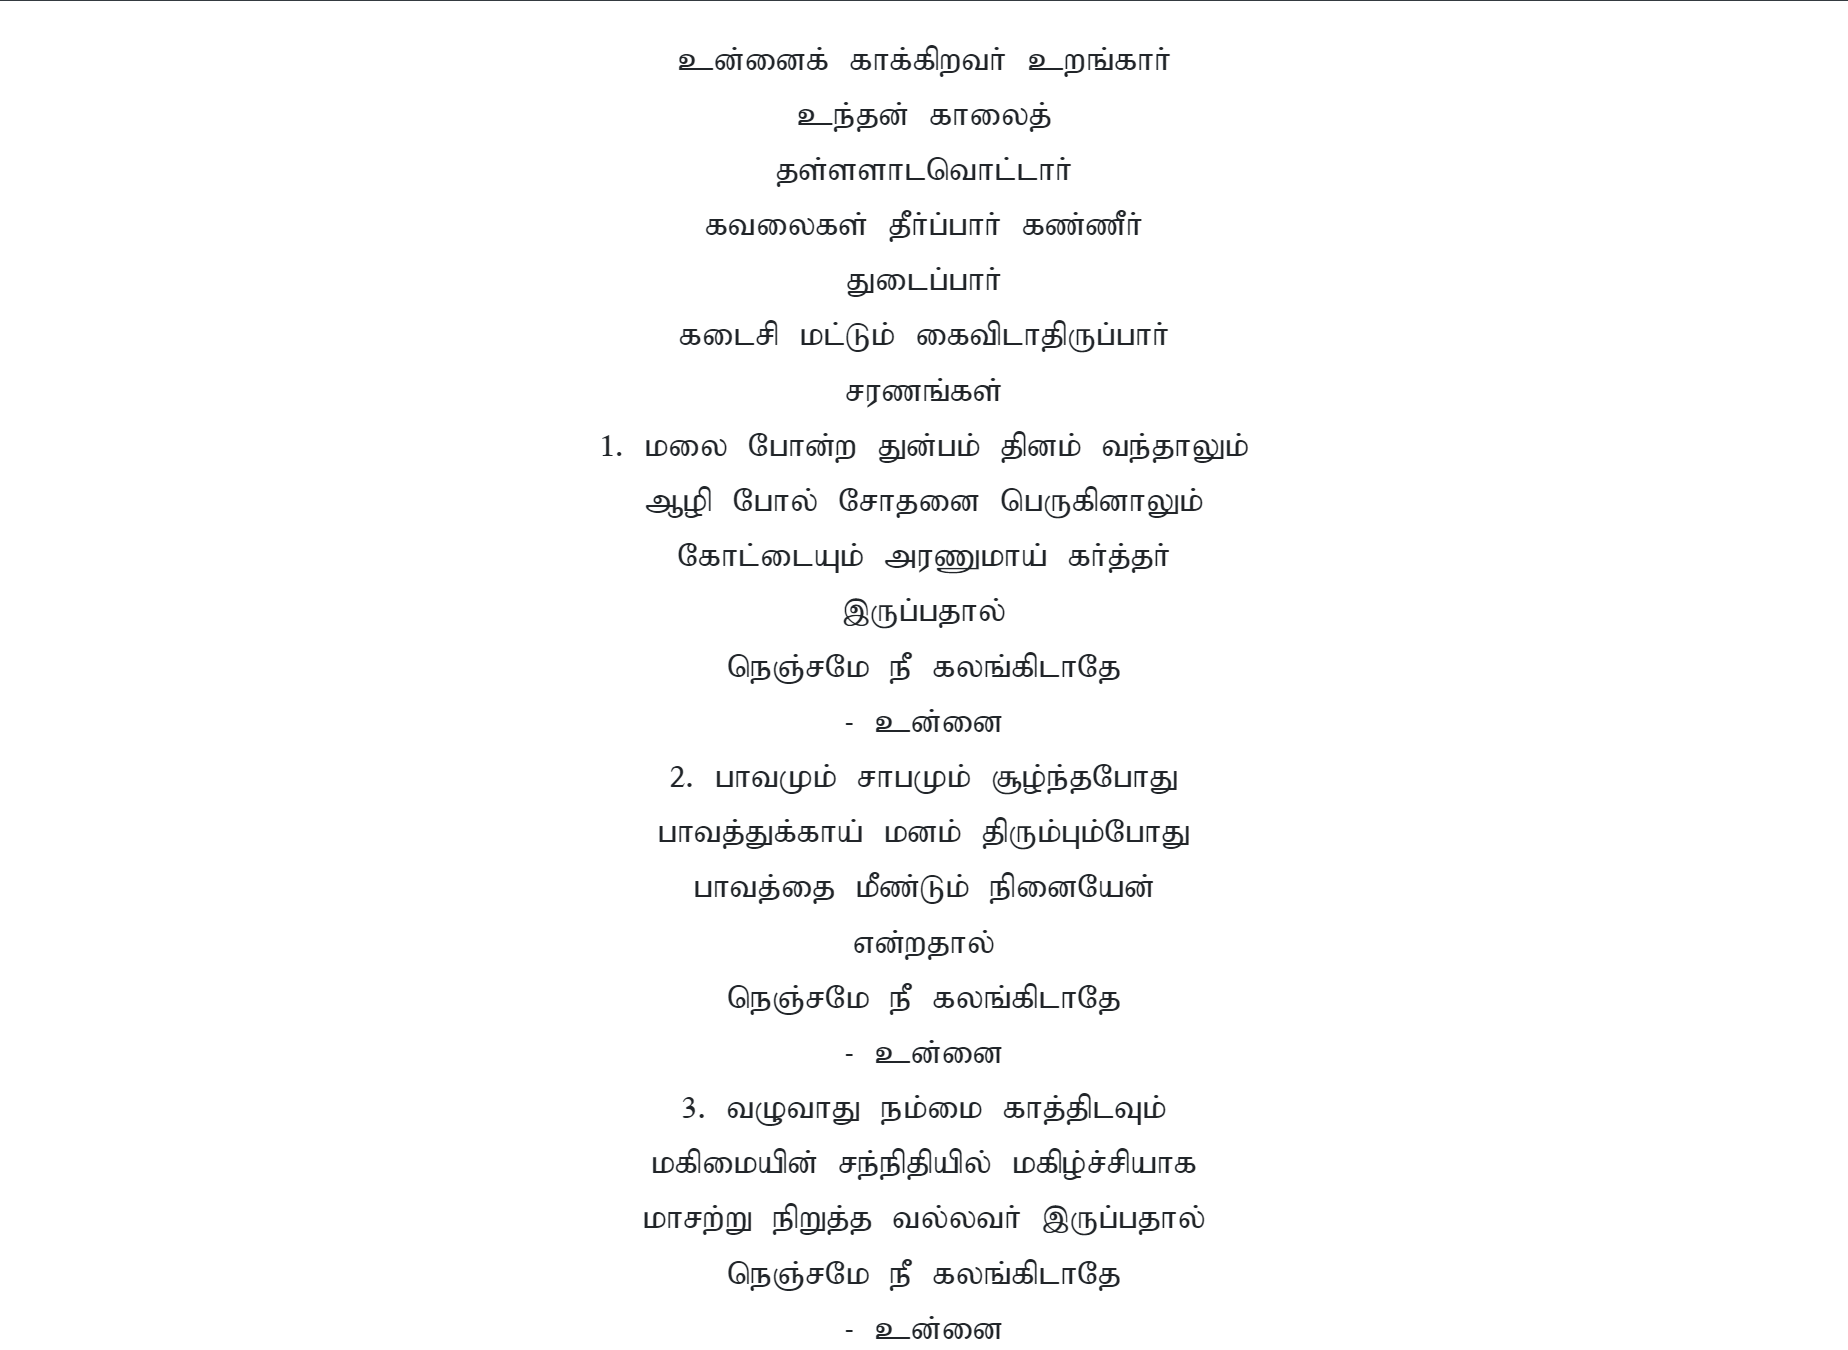 உன்னைக் காக்கிறவர் உறங்கார்
உந்தன் காலைத்
தள்ளளாடவொட்டார்
கவலைகள் தீர்ப்பார் கண்ணீர்
துடைப்பார்
கடைசி மட்டும் கைவிடாதிருப்பார்
சரணங்கள்
1. மலை போன்ற துன்பம் தினம் வந்தாலும்
ஆழி போல் சோதனை பெருகினாலும்
கோட்டையும் அரணுமாய் கர்த்தர்
இருப்பதால்
நெஞ்சமே நீ கலங்கிடாதே
- உன்னை
2. பாவமும் சாபமும் சூழ்ந்தபோது
பாவத்துக்காய் மனம் திரும்பும்போது
பாவத்தை மீண்டும் நினையேன்
என்றதால்
நெஞ்சமே நீ கலங்கிடாதே
- உன்னை
3. வழுவாது நம்மை காத்திடவும்
மகிமையின் சந்நிதியில் மகிழ்ச்சியாக
மாசற்று நிறுத்த வல்லவர் இருப்பதால்
நெஞ்சமே நீ கலங்கிடாதே
- உன்னை